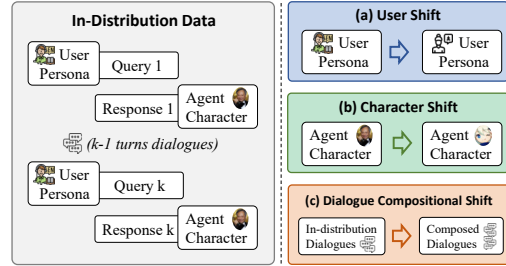 In-Distribution Data
User
Persona
Query 1
Response 1
Agent
Character
(k-1 turns dialogues)
User
Persona
Query k
Response k
Agent
Character
(a) User Shift
User
Persona
User
Persona
(b) Character Shift
Agent
Character
Agent
Character
(c) Dialogue Compositional Shift
In-distribution
Dialogues
Composed
Dialogues